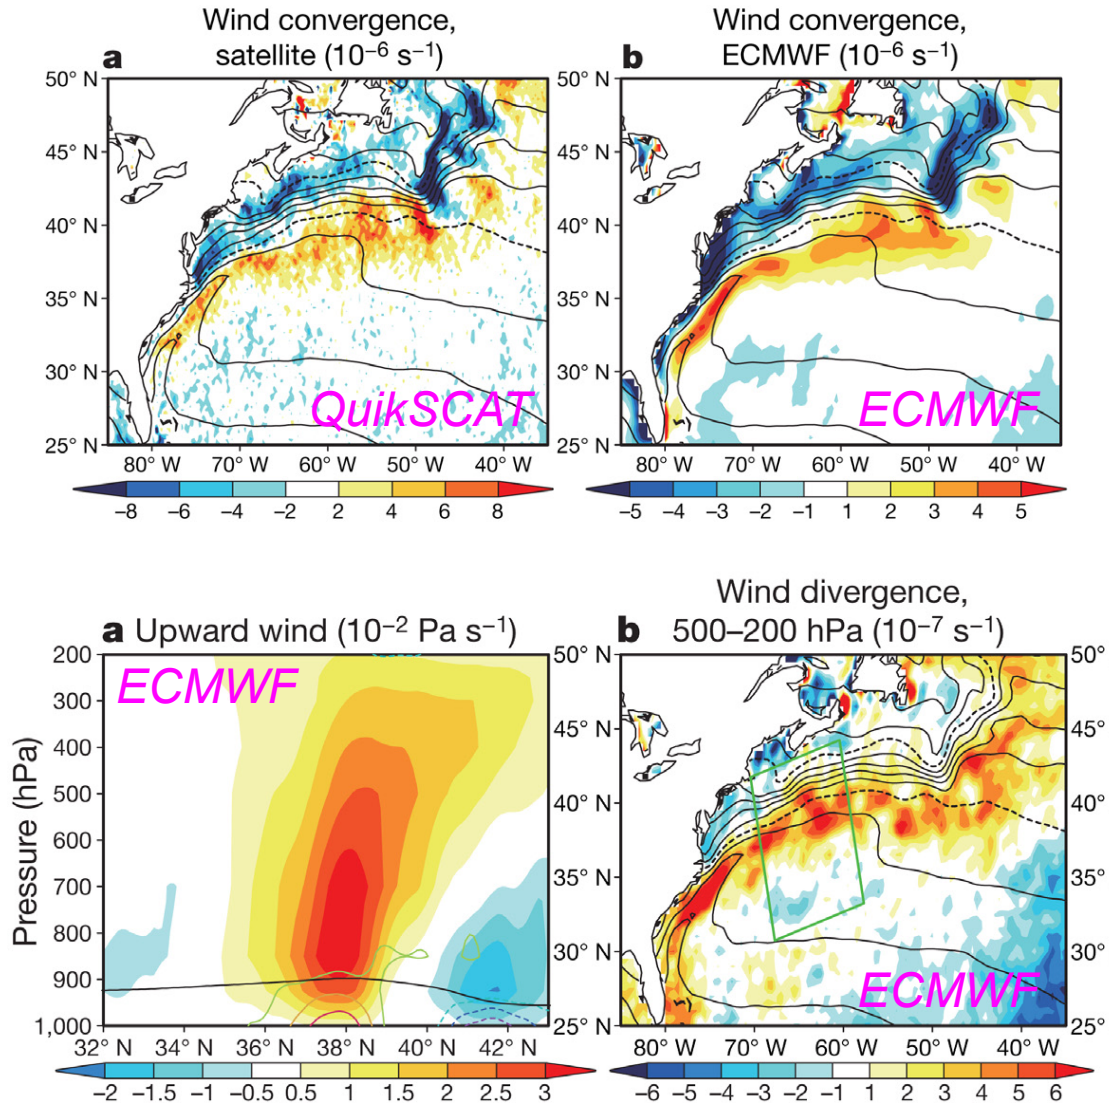 Wind convergence,
a satellite (10⁻⁶ s⁻¹)
50° N
45° N
40° N
35° N
30° N
25° N
QuikSCAT
80° W 70° W 60° W 50° W 40° W
−8 −6 −4 −2 2 4 6 8
Wind convergence,
b ECMWF (10⁻⁶ s⁻¹)
50° N
45° N
40° N
35° N
30° N
25° N
ECMWF
80° W 70° W 60° W 50° W 40° W
−5 −4 −3 −2 −1 1 2 3 4 5
a Upward wind (10⁻² Pa s⁻¹)
Pressure (hPa)
200
300
400
500
600
700
800
900
1,000
ECMWF
32° N 34° N 36° N 38° N 40° N 42° N
−2 −1.5 −1 −0.5 0.5 1 1.5 2 2.5 3
Wind divergence,
b 500–200 hPa (10⁻⁷ s⁻¹)
50° N 50°
45° N 45°
40° N 40°
35° N 35°
30° N 30°
25° N 25°
ECMWF
80° W 70° W 60° W 50° W 40° W
−6 −5 −4 −3 −2 −1 1 2 3 4 5 6